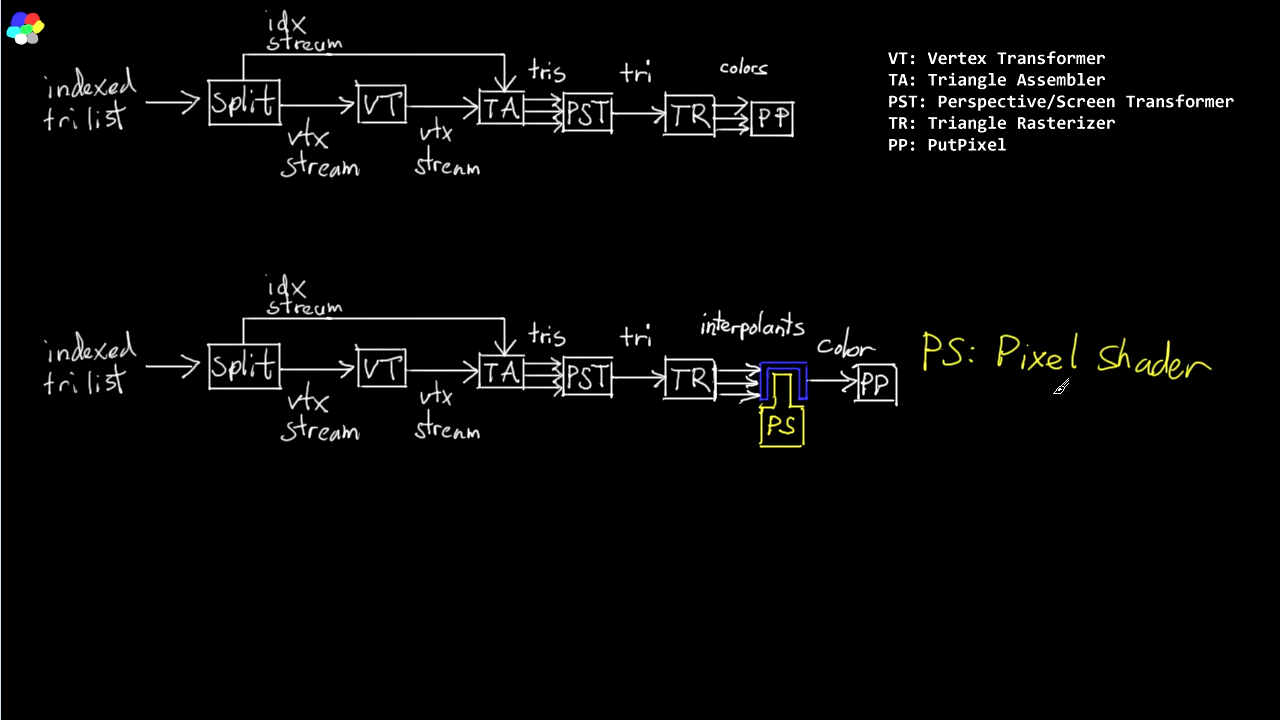 idx
stream
indexed
tri list
Split
vtx
stream
VT
vtx
stream
TA
tris
PST
tri
TR
colors
PP
VT: Vertex Transformer
TA: Triangle Assembler
PST: Perspective/Screen Transformer
TR: Triangle Rasterizer
PP: PutPixel
idx
stream
indexed
tri list
Split
vtx
stream
VT
vtx
stream
TA
tris
PST
tri
TR
interpolants
PS
color
PP
PS: Pixel Shader